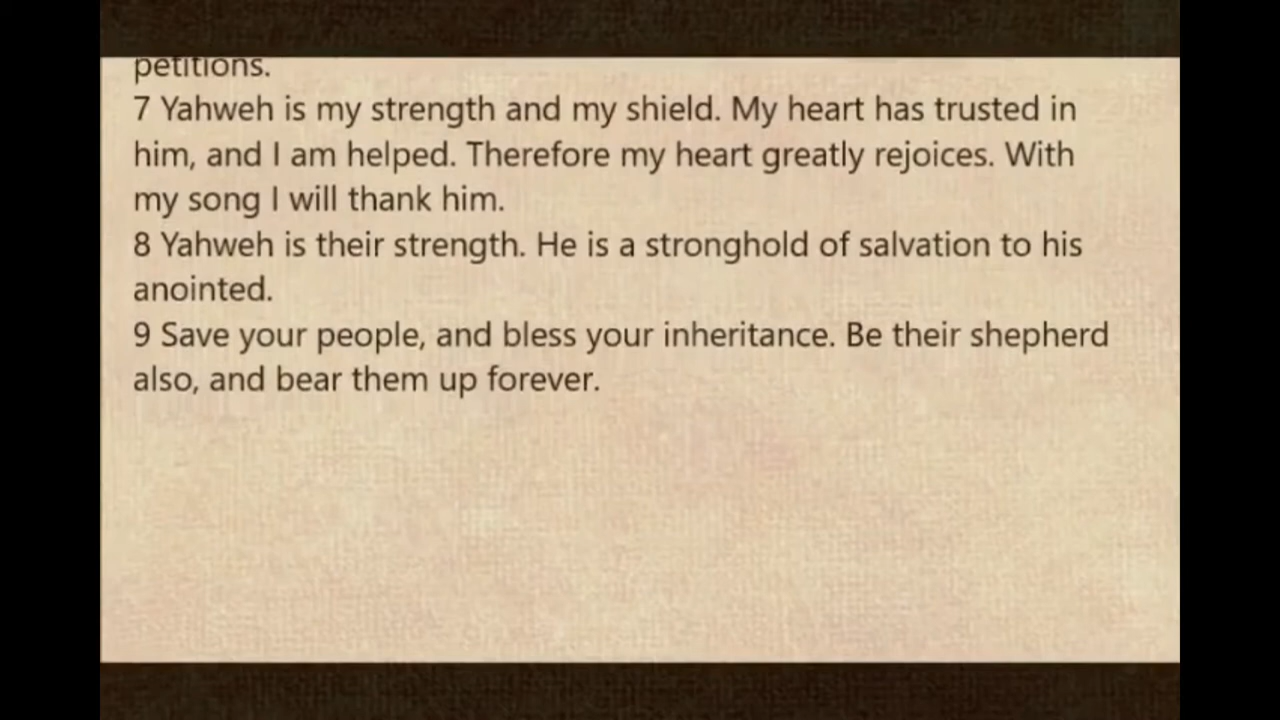 petitions.
7 Yahweh is my strength and my shield. My heart has trusted in
him, and I am helped. Therefore my heart greatly rejoices. With
my song I will thank him.
8 Yahweh is their strength. He is a stronghold of salvation to his
anointed.
9 Save your people, and bless your inheritance. Be their shepherd
also, and bear them up forever.